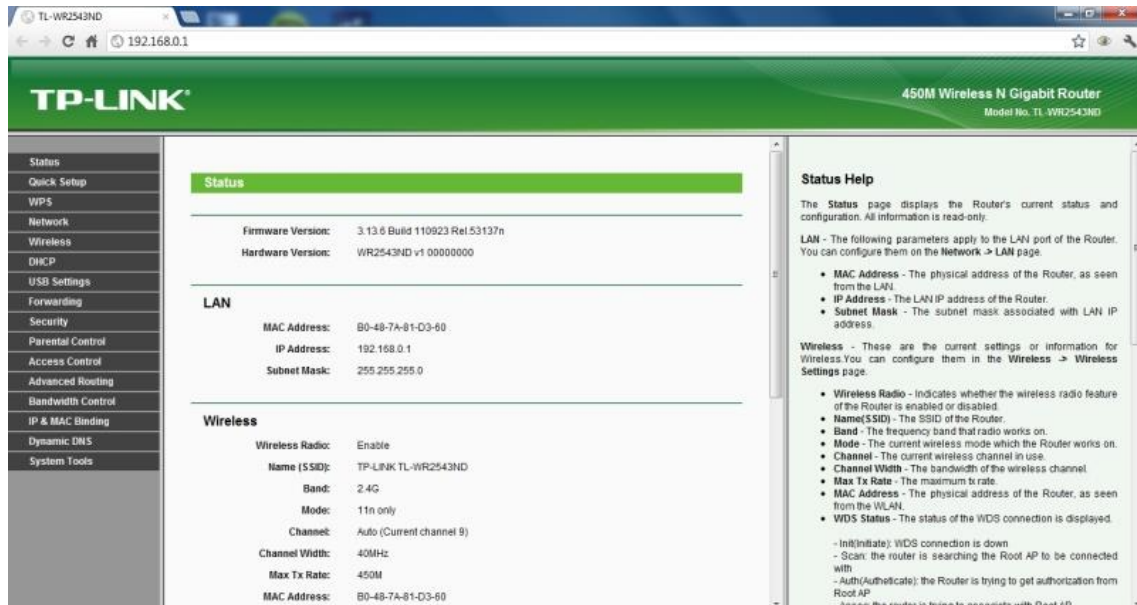 TL-WR2543ND
192.168.0.1
TP-LINK®
450M Wireless N Gigabit Router
Model No. TL-WR2543ND
Status
Quick Setup
WPS
Network
Wireless
DHCP
USB Settings
Forwarding
Security
Parental Control
Access Control
Advanced Routing
Bandwidth Control
IP & MAC Binding
Dynamic DNS
System Tools
Status
Firmware Version: 3.13.6 Build 110923 Rel.53137n
Hardware Version: WR2543ND v1 00000000
LAN
MAC Address: B0-48-7A-81-D3-60
IP Address: 192.168.0.1
Subnet Mask: 255.255.255.0
Wireless
Wireless Radio: Enable
Name (SSID): TP-LINK TL-WR2543ND
Band: 2.4G
Mode: 11n only
Channel: Auto (Current channel 9)
Channel Width: 40MHz
Max Tx Rate: 450M
MAC Address: B0-48-7A-81-D3-60
Status Help
The Status page displays the Router's current status and
configuration. All information is read-only.
LAN - The following parameters apply to the LAN port of the Router.
You can configure them on the Network -> LAN page.
• MAC Address - The physical address of the Router, as seen
from the LAN.
• IP Address - The LAN IP address of the Router.
• Subnet Mask - The subnet mask associated with LAN IP
address.
Wireless - These are the current settings or information for
Wireless.You can configure them in the Wireless -> Wireless
Settings page.
• Wireless Radio - Indicates whether the wireless radio feature
of the Router is enabled or disabled.
• Name(SSID) - The SSID of the Router.
• Band - The frequency band that radio works on.
• Mode - The current wireless mode which the Router works on.
• Channel - The current wireless channel in use.
• Channel Width - The bandwidth of the wireless channel.
• Max Tx Rate - The maximum tx rate.
• MAC Address - The physical address of the Router, as seen
from the WLAN.
• WDS Status - The status of the WDS connection is displayed.
- Init(Initiate): WDS connection is down
- Scan: the router is searching the Root AP to be connected
with
- Auth(Autheticate): the Router is trying to get authorization from
Root AP